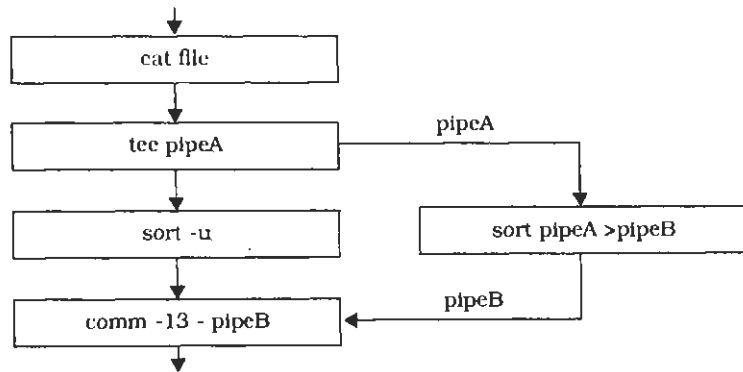 cat file
tee pipeA
pipeA
sort -u
sort pipeA >pipeB
pipeB
comm -13 - pipeB